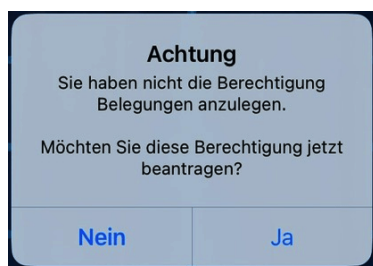 Achtung
Sie haben nicht die Berechtigung
Belegungen anzulegen.
Möchten Sie diese Berechtigung jetzt
beantragen?
Nein
Ja